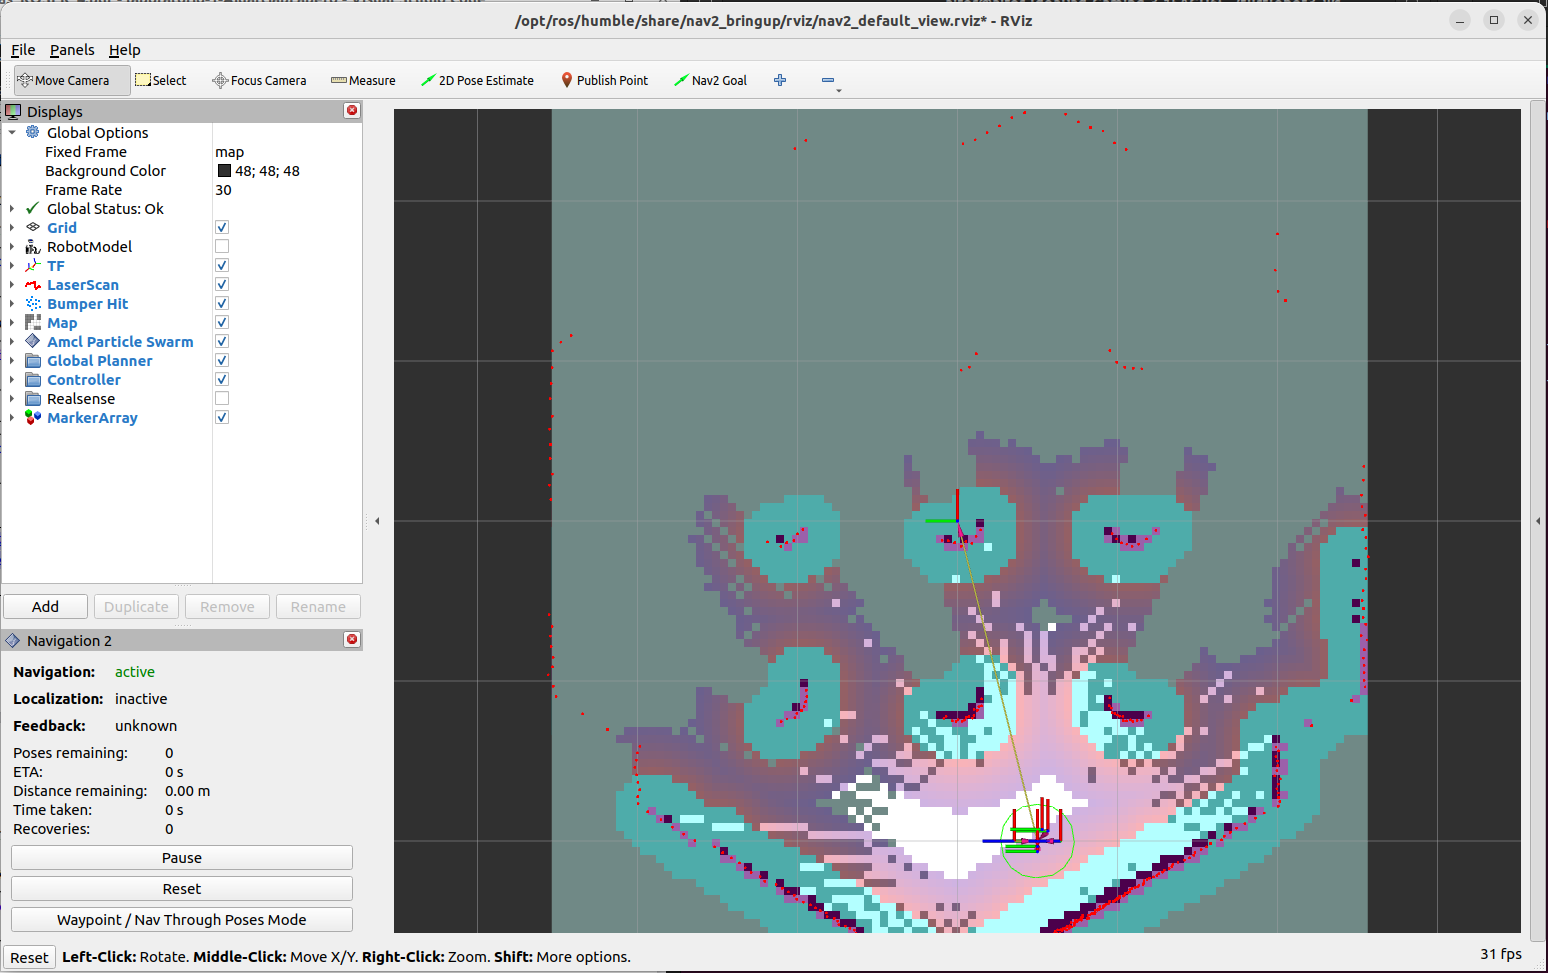 /opt/ros/humble/share/nav2_bringup/rviz/nav2_default_view.rviz* - RViz
File Panels Help
Move Camera Select Focus Camera Measure 2D Pose Estimate Publish Point Nav2 Goal
Displays
Global Options
Fixed Frame map
Background Color 48; 48; 48
Frame Rate 30
Global Status: Ok
Grid
RobotModel
TF
LaserScan
Bumper Hit
Map
Amcl Particle Swarm
Global Planner
Controller
Realsense
MarkerArray
Add Duplicate Remove Rename
Navigation 2
Navigation: active
Localization: inactive
Feedback: unknown
Poses remaining: 0
ETA: 0 s
Distance remaining: 0.00 m
Time taken: 0 s
Recoveries: 0
Pause
Reset
Waypoint / Nav Through Poses Mode
Reset Left-Click: Rotate. Middle-Click: Move X/Y. Right-Click: Zoom. Shift: More options. 31 fps